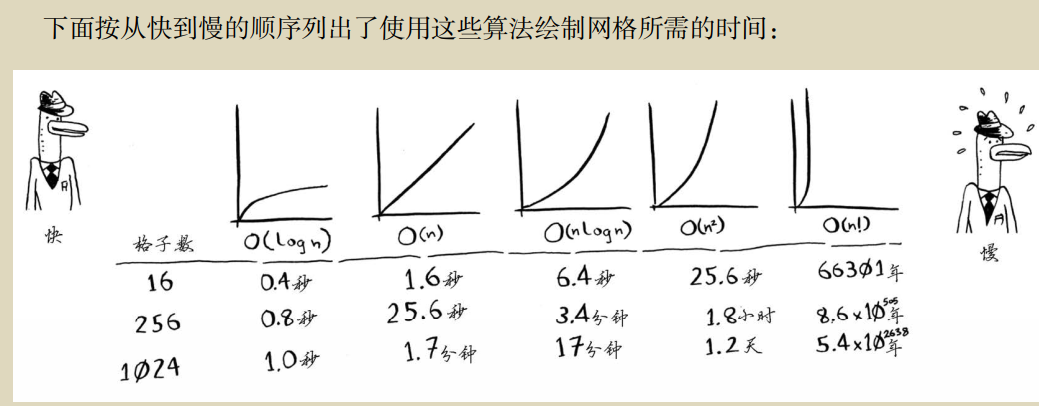 下面按从快到慢的顺序列出了使用这些算法绘制网格所需的时间：
快
慢
格子数 O(log n) O(n) O(n log n) O(n²) O(n!)
16 0.4秒 1.6秒 6.4秒 25.6秒 66301年
256 0.8秒 25.6秒 3.4分钟 1.8小时 8.6x10⁵⁰⁵年
1024 1.0秒 1.7分钟 17分钟 1.2天 5.4x10²⁶³⁸年